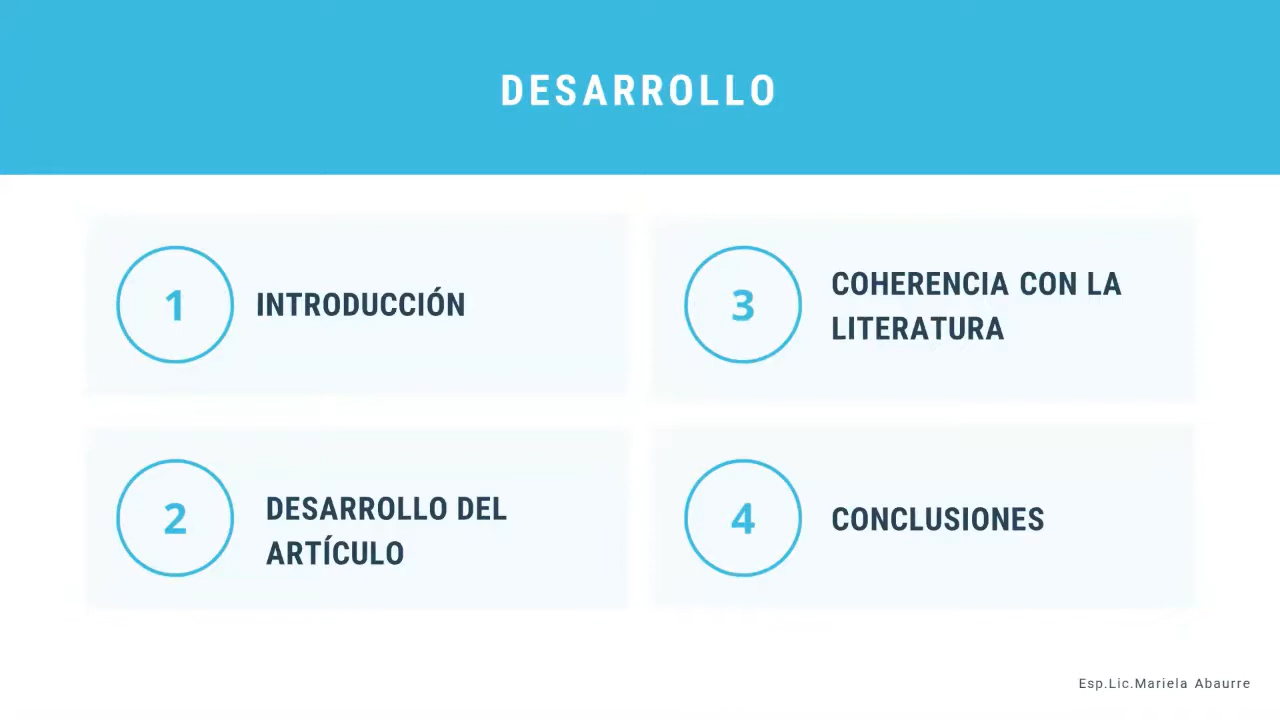 DESARROLLO
1
INTRODUCCIÓN
2
DESARROLLO DEL
ARTÍCULO
3
COHERENCIA CON LA
LITERATURA
4
CONCLUSIONES
Esp.Lic.Mariela Abaurre